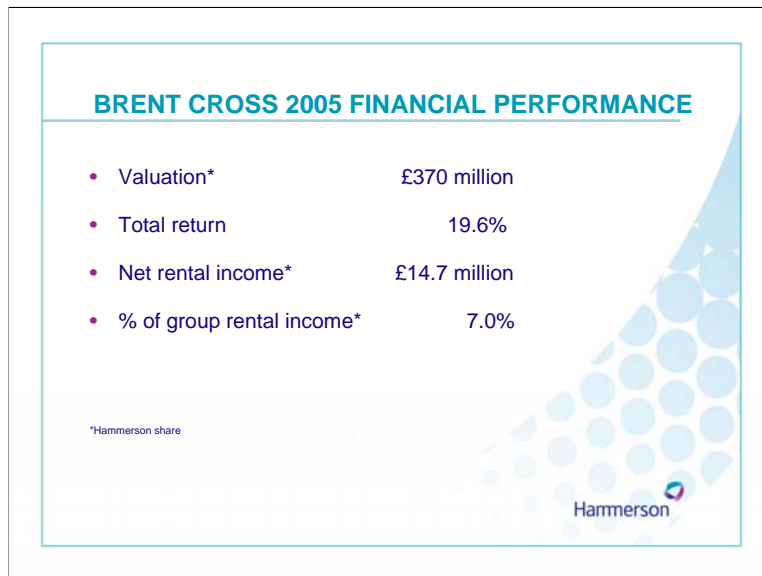 BRENT CROSS 2005 FINANCIAL PERFORMANCE
• Valuation* £370 million
• Total return 19.6%
• Net rental income* £14.7 million
• % of group rental income* 7.0%
*Hammerson share
Hammerson